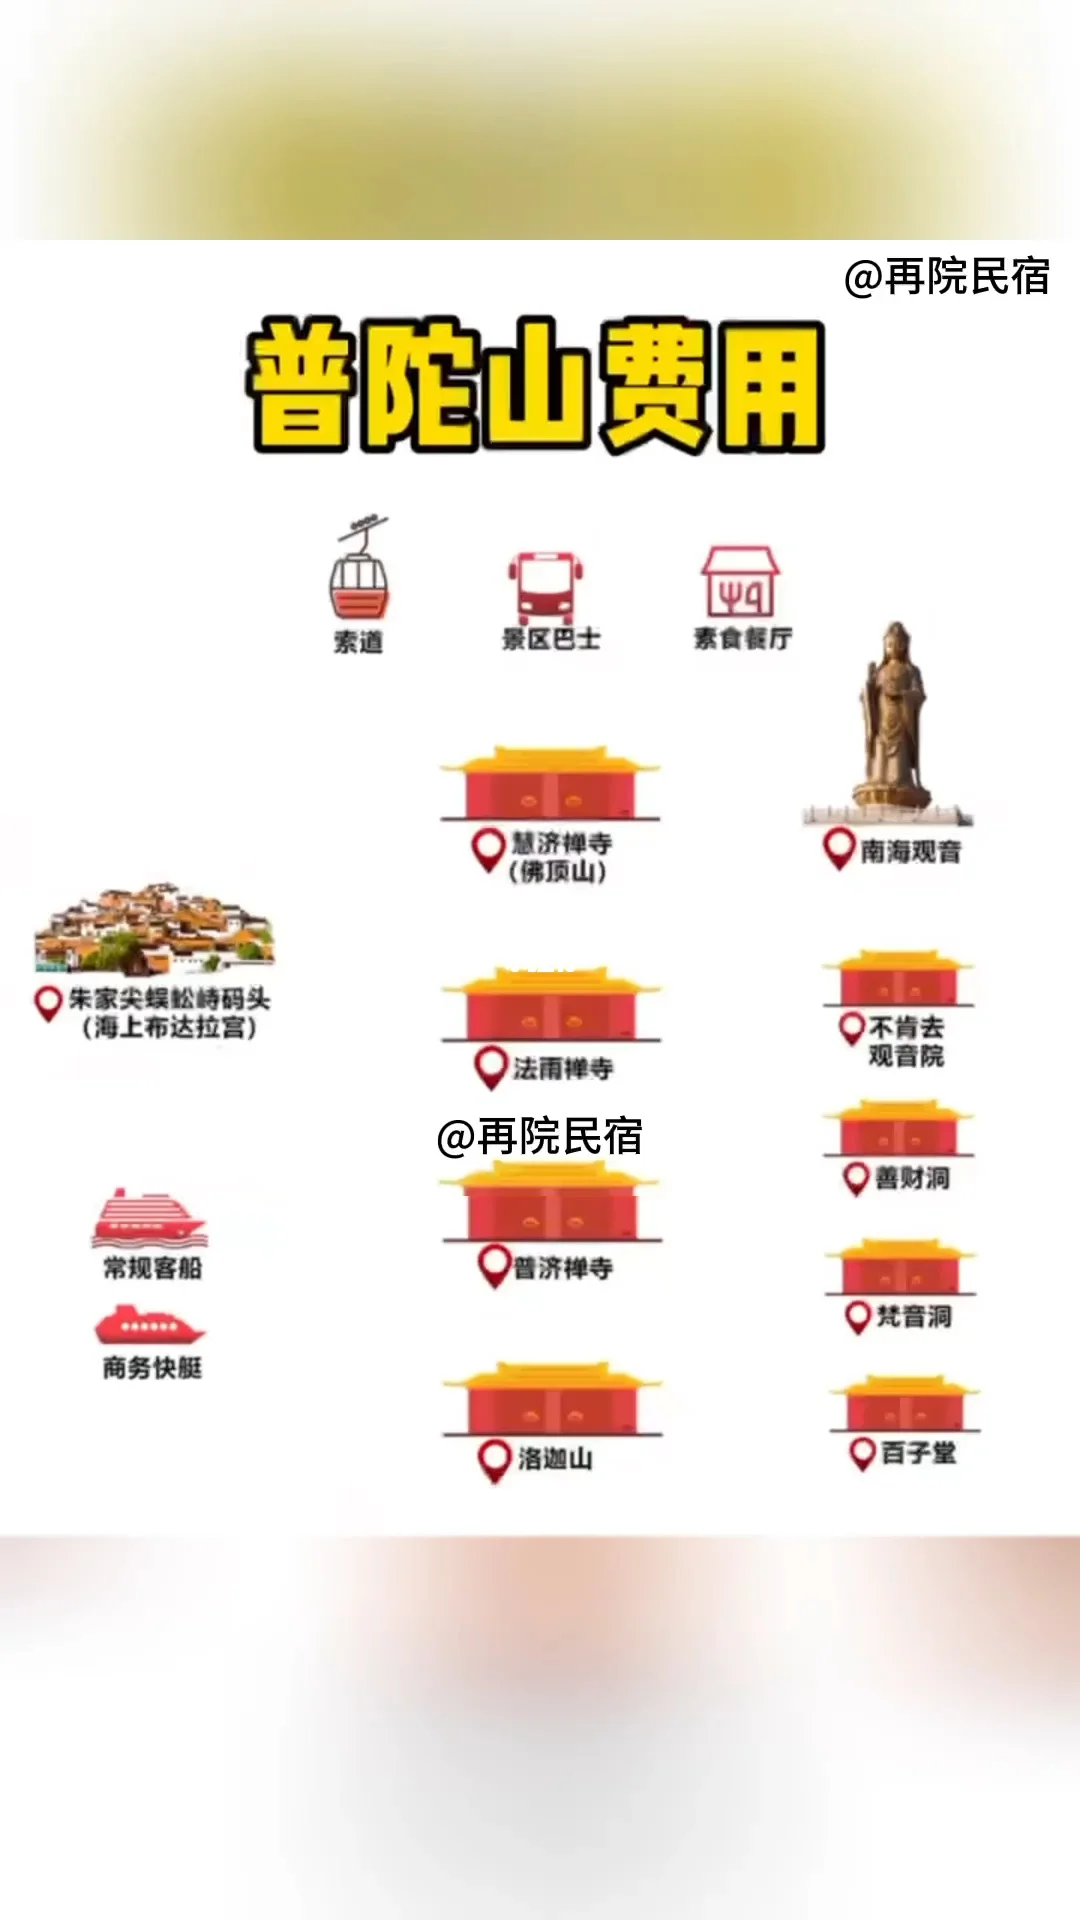 @再院民宿
普陀山费用
索道
景区巴士
素食餐厅
慧济禅寺
（佛顶山）
南海观音
朱家尖蜈蚣峙码头
（海上布达拉宫）
法雨禅寺
不肯去
观音院
@再院民宿
善财洞
常规客船
普济禅寺
梵音洞
商务快艇
洛迦山
百子堂